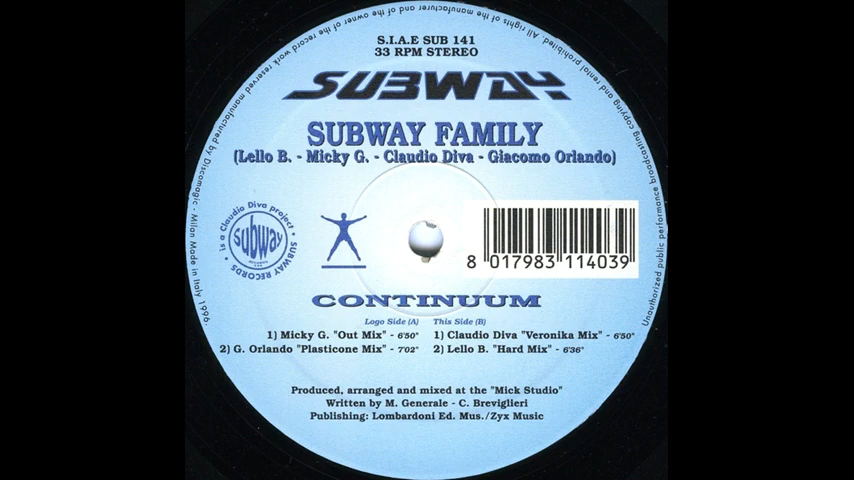 S.I.A.E SUB 141
33 RPM STEREO
SUBWAY
SUBWAY FAMILY
(Lello B. - Micky G. - Claudio Diva - Giacomo Orlando)
is a Claudio Diva project
subway
SUBWAY RECORDS
8 017983 114039
CONTINUUM
Logo Side (A)
1) Micky G. "Out Mix" - 6'50"
2) G. Orlando "Plasticone Mix" - 7'02"
This Side (B)
1) Claudio Diva "Veronika Mix" - 6'50"
2) Lello B. "Hard Mix" - 6'36"
Produced, arranged and mixed at the "Mick Studio"
Written by M. Generale - C. Breviglieri
Publishing: Lombardoni Ed. Mus./Zyx Music
manufactured by Discomagic - Milan Made in Italy 1996.
All rights of the manufacturer and of the owner of the record work reserved
Unauthorized public performance broadcasting copying and rental prohibited.